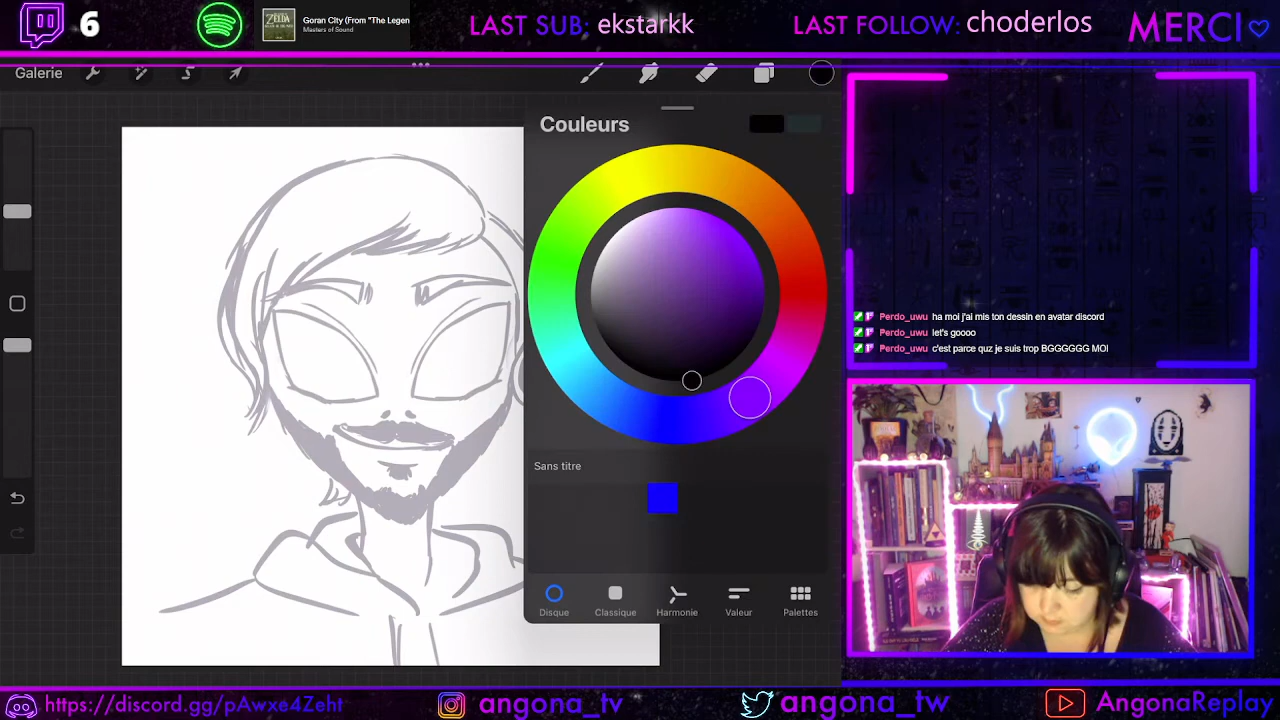 6
Goran City (From "The Legen
Masters of Sound
LAST SUB: ekstarkk
LAST FOLLOW: choderlos
MERCI
Galerie
Couleurs
Sans titre
Disque
Classique
Harmonie
Valeur
Palettes
Perdo_uwu ha moi j'ai mis ton dessin en avatar discord
Perdo_uwu let's goooo
Perdo_uwu c'est parce quz je suis trop BGGGGGG MOI
https://discord.gg/pAwxe4Zeht
angona_tv
angona_tw
AngonaReplay